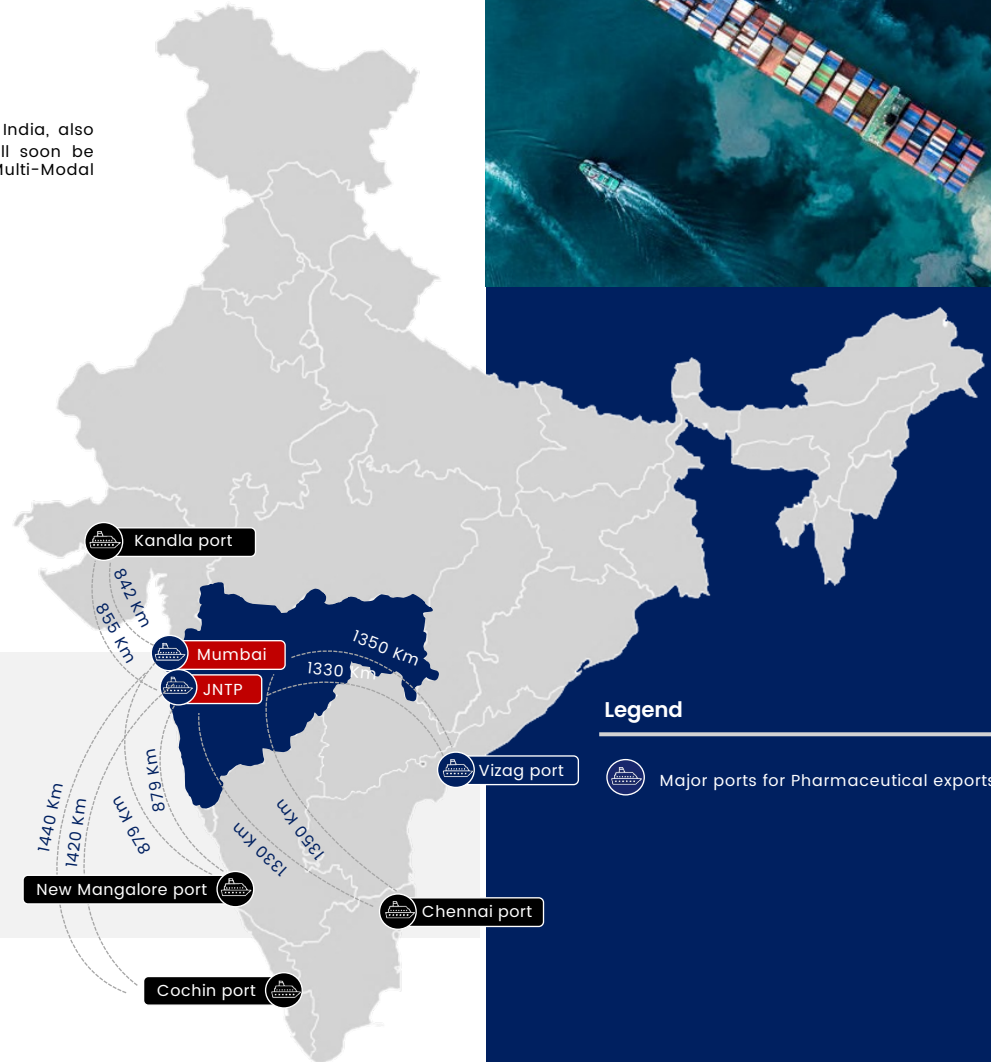 India, also
ll soon be
Multi-Modal
Kandla port
842 Km
855 Km
Mumbai
JNTP
1350 Km
1330 Km
Vizag port
Legend
Major ports for Pharmaceutical exports
879 Km
879 Km
1440 Km
1420 Km
1350 Km
1330 Km
New Mangalore port
Chennai port
Cochin port